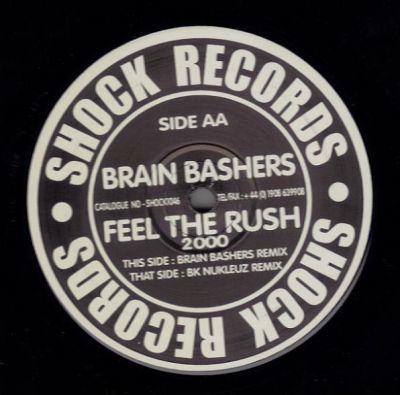 SHOCK RECORDS
SIDE AA
BRAIN BASHERS
CATALOGUE NO - SHOCK1046
TEL/FAX : + 44 (0) 1908 639908
FEEL THE RUSH
2000
THIS SIDE : BRAIN BASHERS REMIX
THAT SIDE : BK NUKLEUZ REMIX
SHOCK RECORDS